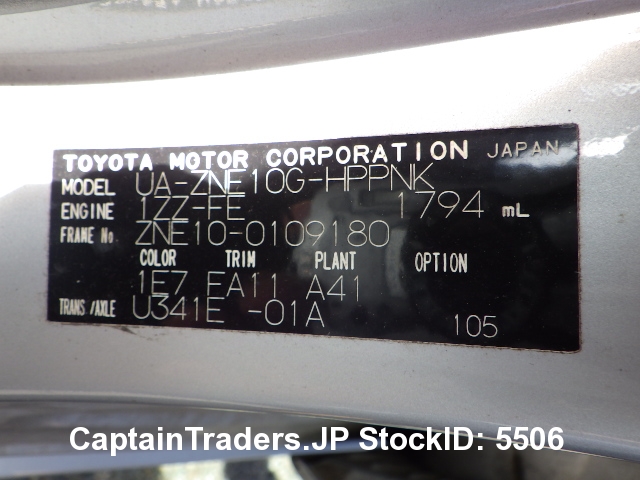 TOYOTA MOTOR CORPORATION JAPAN
MODEL UA-ZNE10G-HPPNK
ENGINE 1ZZ-FE 1794 mL
FRAME No. ZNE10-0109180
COLOR TRIM PLANT OPTION
1E7 FA11 A41
TRANS./AXLE U341E -01A
105
CaptainTraders.JP StockID: 5506